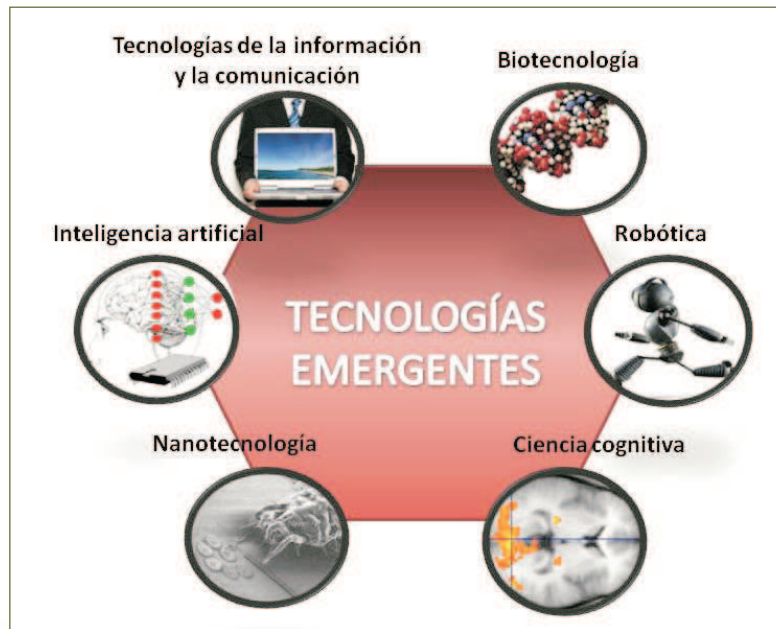 Tecnologías de la información
y la comunicación
Biotecnología
Inteligencia artificial
Robótica
TECNOLOGÍAS
EMERGENTES
Nanotecnología
Ciencia cognitiva